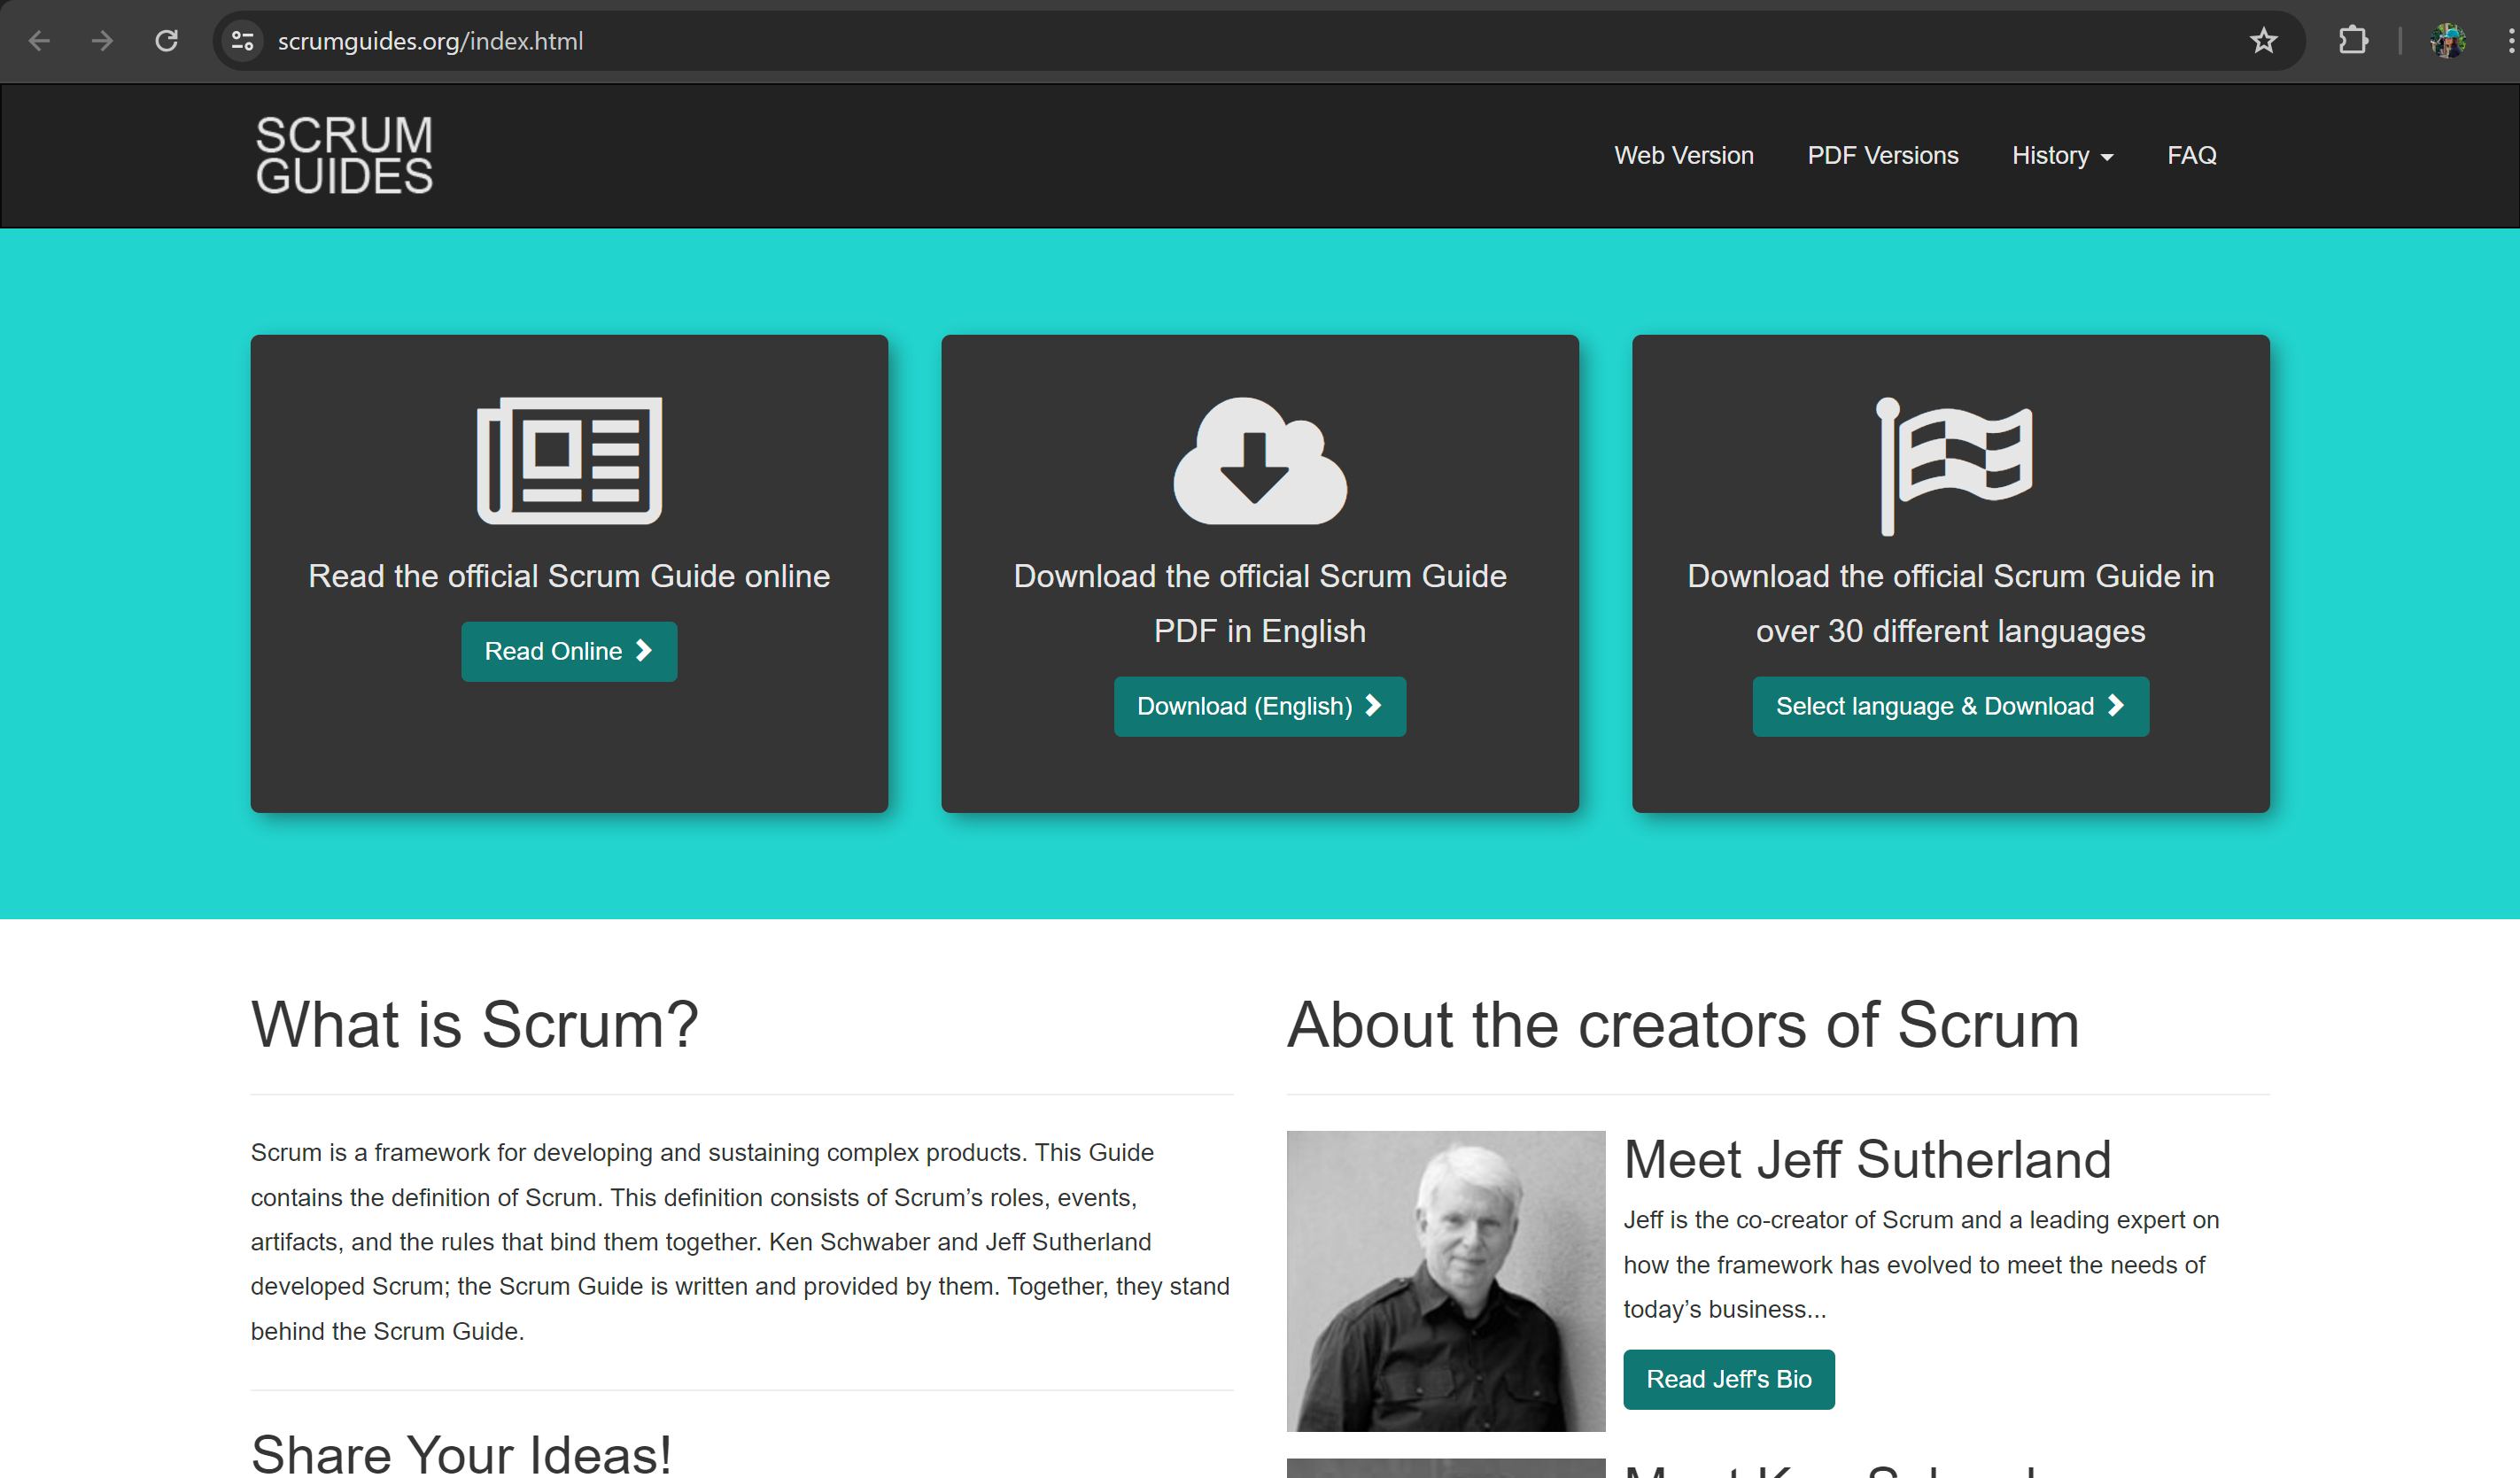 scrumguides.org/index.html
SCRUM
GUIDES
Web Version
PDF Versions
History
FAQ
Read the official Scrum Guide online
Read Online
Download the official Scrum Guide
PDF in English
Download (English)
Download the official Scrum Guide in
over 30 different languages
Select language & Download
What is Scrum?
Scrum is a framework for developing and sustaining complex products. This Guide
contains the definition of Scrum. This definition consists of Scrum’s roles, events,
artifacts, and the rules that bind them together. Ken Schwaber and Jeff Sutherland
developed Scrum; the Scrum Guide is written and provided by them. Together, they stand
behind the Scrum Guide.
Share Your Ideas!
About the creators of Scrum
Meet Jeff Sutherland
Jeff is the co-creator of Scrum and a leading expert on
how the framework has evolved to meet the needs of
today’s business...
Read Jeff's Bio
Meet Ken